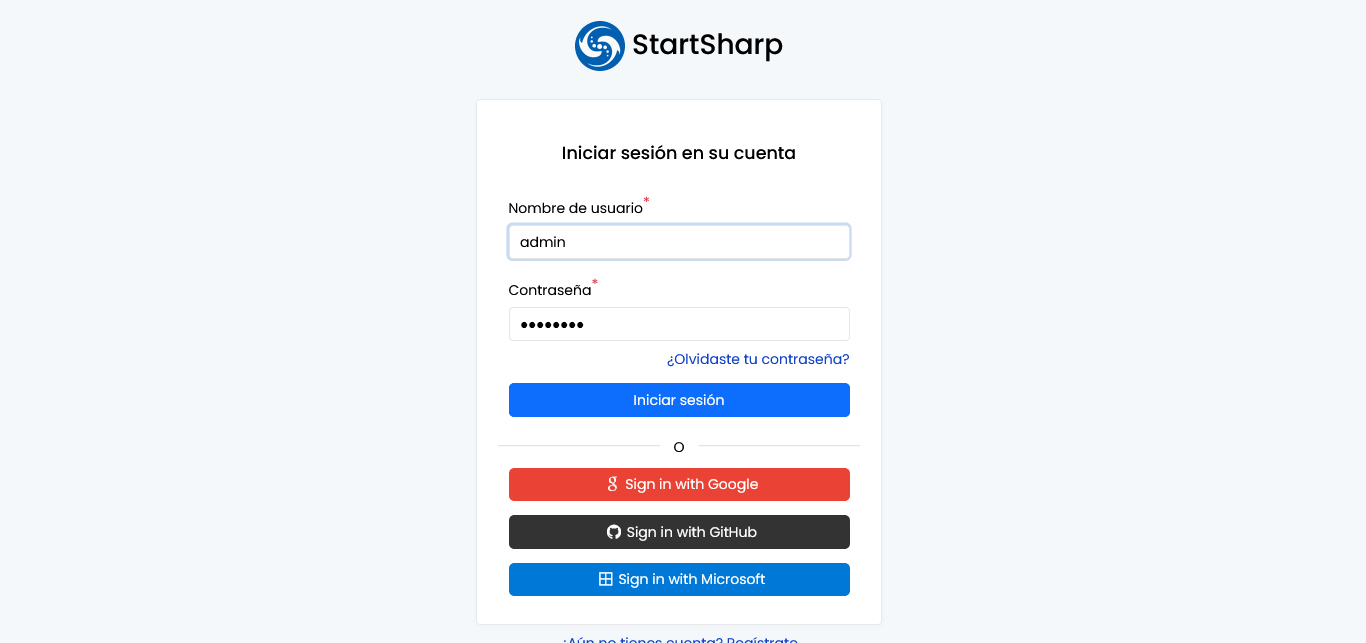 StartSharp
Iniciar sesión en su cuenta
Nombre de usuario*
admin
Contraseña*
••••••••
¿Olvidaste tu contraseña?
Iniciar sesión
O
Sign in with Google
Sign in with GitHub
Sign in with Microsoft
¿Aún no tienes cuenta? Regístrate